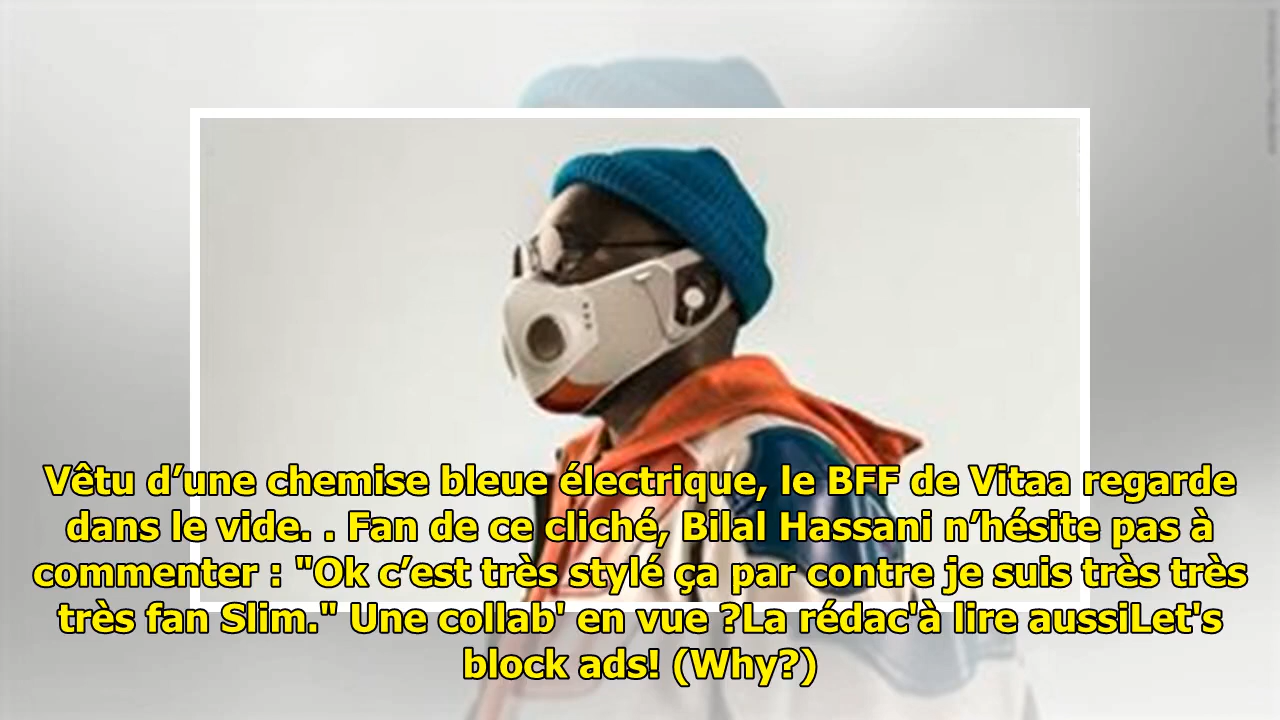 Vêtu d’une chemise bleue électrique, le BFF de Vitaa regarde
dans le vide. . Fan de ce cliché, Bilal Hassani n’hésite pas à
commenter : "Ok c’est très stylé ça par contre je suis très très
très fan Slim." Une collab' en vue ?La rédac'à lire aussiLet's
block ads! (Why?)